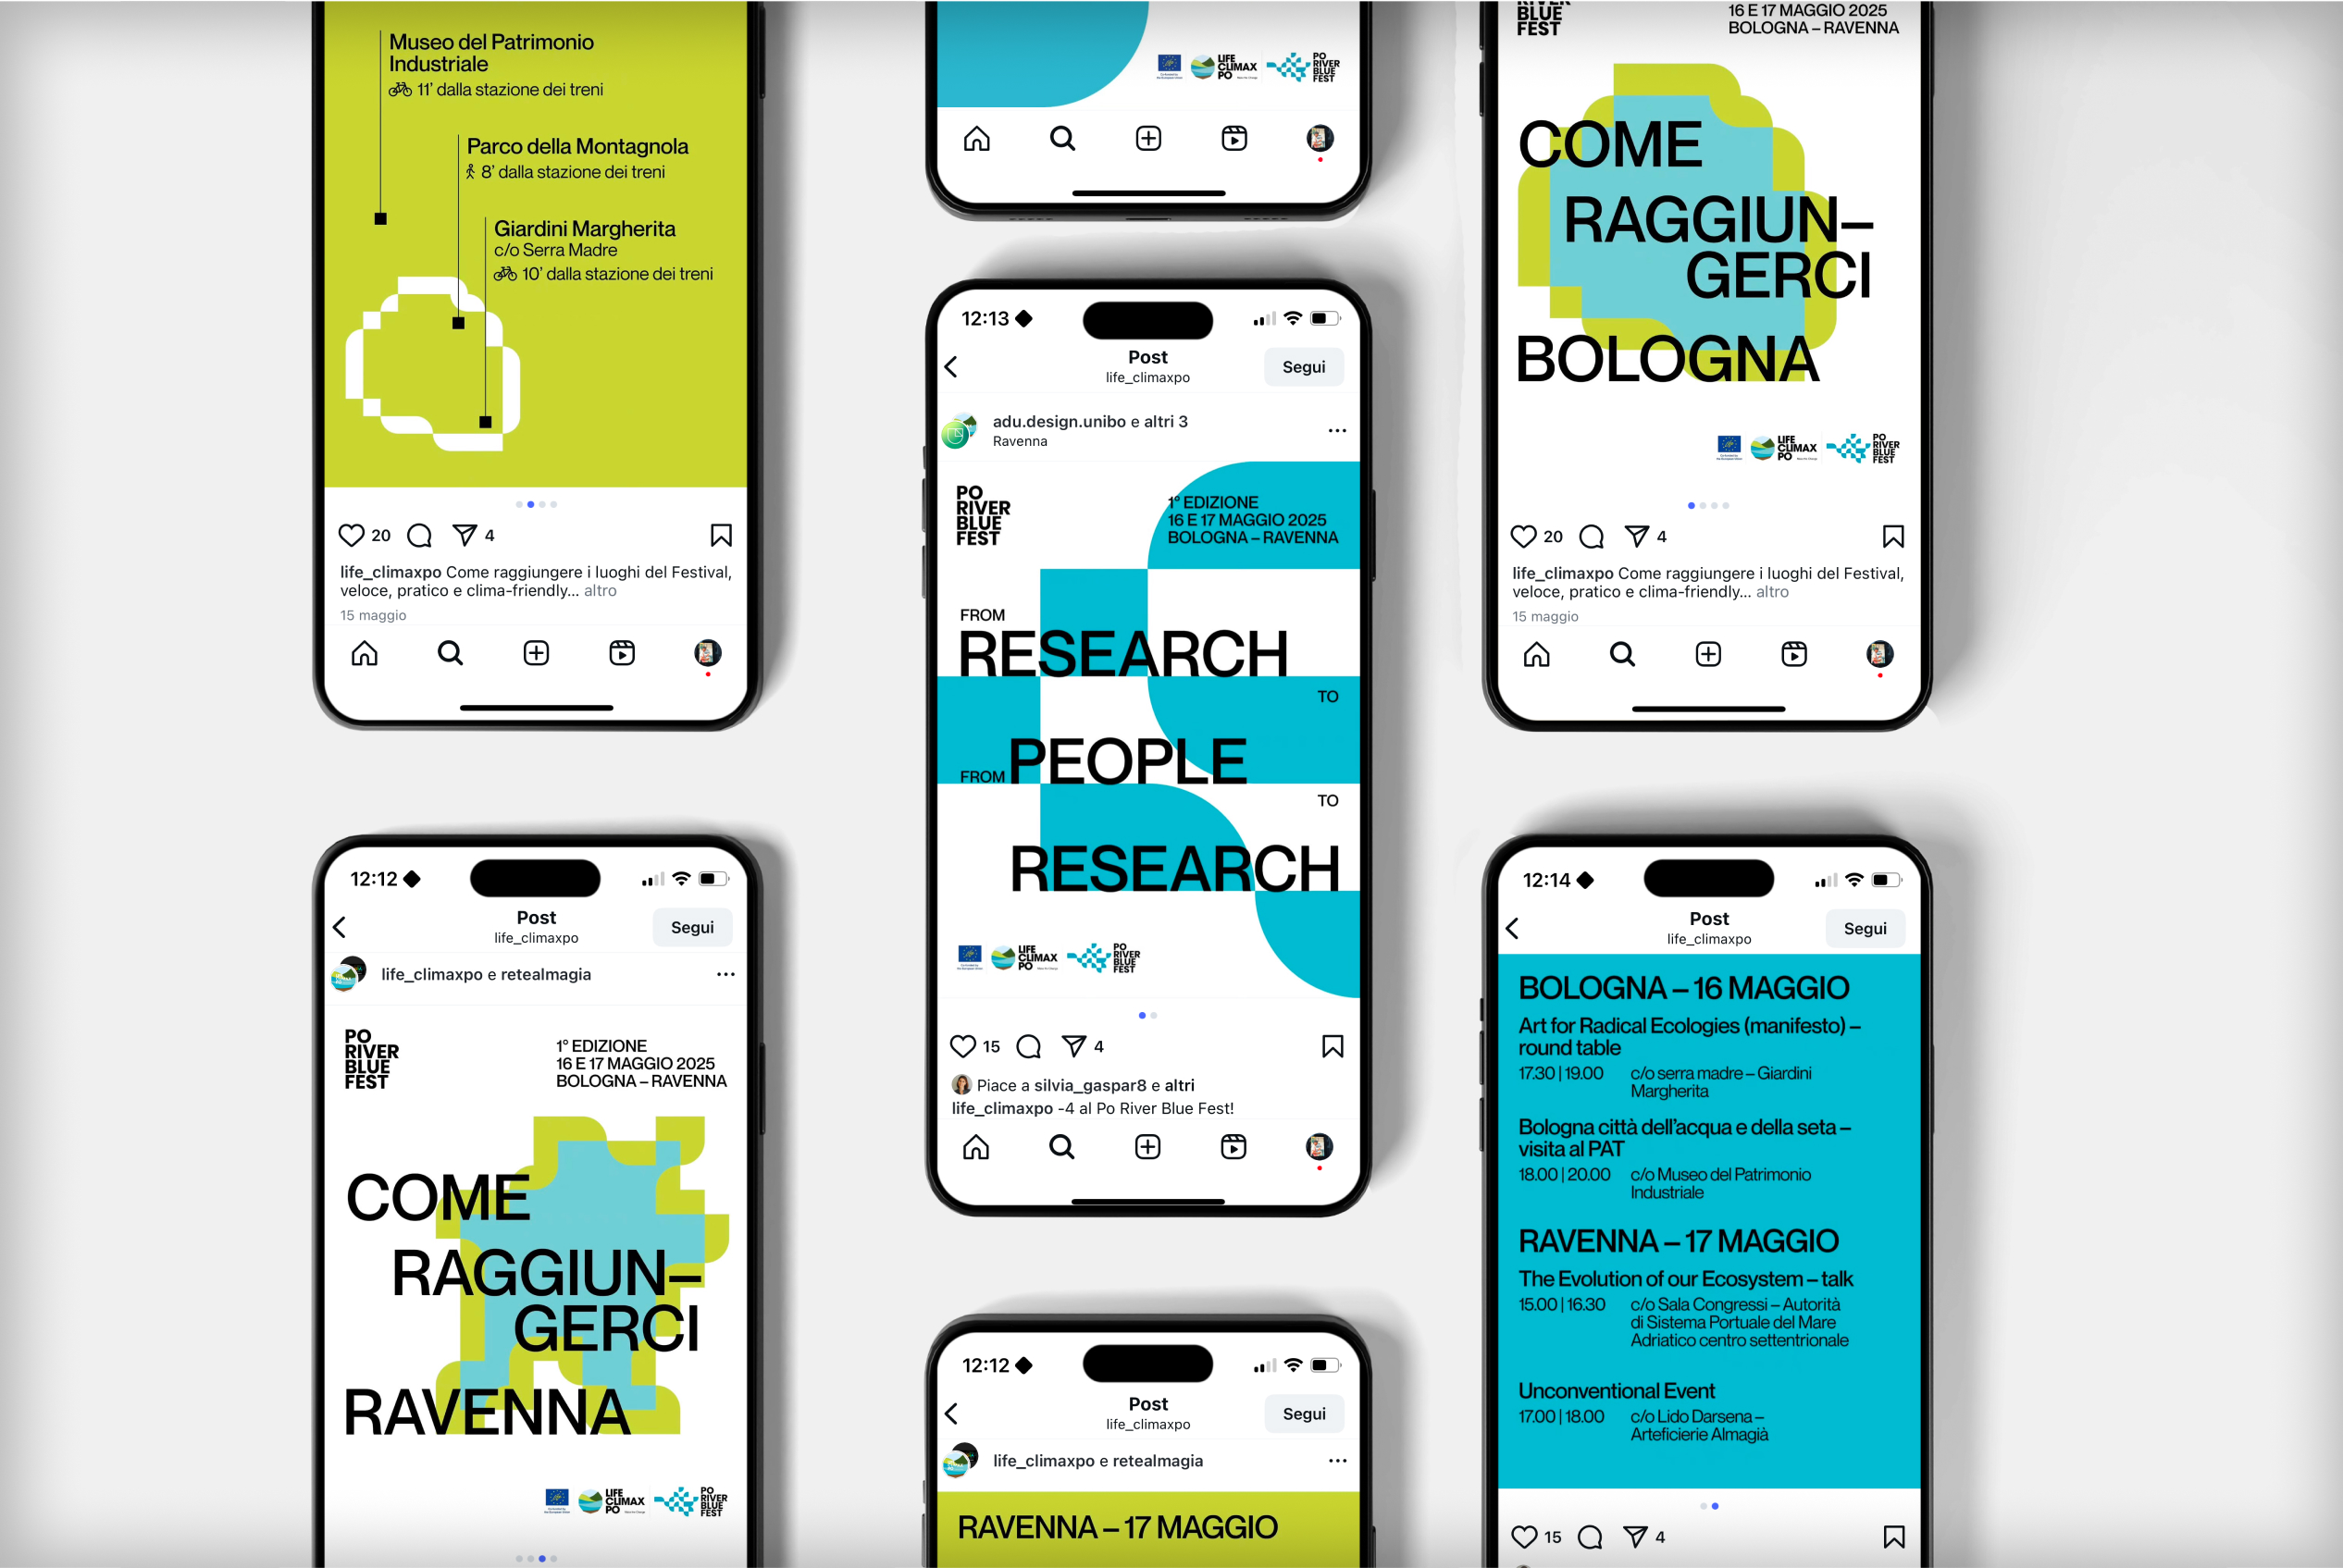 Museo del Patrimonio
Industriale
11' dalla stazione dei treni
Parco della Montagnola
8' dalla stazione dei treni
Giardini Margherita
c/o Serra Madre
10' dalla stazione dei treni
20
4
life_climaxpo Come raggiungere i luoghi del Festival,
veloce, pratico e clima-friendly... altro
15 maggio
12:12
Post
life_climaxpo
Segui
life_climaxpo e retealmagia
PO
RIVER
BLUE
FEST
1° EDIZIONE
16 E 17 MAGGIO 2025
BOLOGNA – RAVENNA
COME
RAGGIUN–
GERCI
RAVENNA
LIFE
CLIMAX
PO
PO
RIVER
BLUE
FEST
LIFE
CLIMAX
PO
PO
RIVER
BLUE
FEST
12:13
Post
life_climaxpo
Segui
adu.design.unibo e altri 3
Ravenna
PO
RIVER
BLUE
FEST
1° EDIZIONE
16 E 17 MAGGIO 2025
BOLOGNA – RAVENNA
FROM
RESEARCH
TO
FROM PEOPLE
TO
RESEARCH
LIFE
CLIMAX
PO
PO
RIVER
BLUE
FEST
15
4
Piace a silvia_gaspar8 e altri
life_climaxpo -4 al Po River Blue Fest!
12:12
Post
life_climaxpo
Segui
life_climaxpo e retealmagia
RAVENNA – 17 MAGGIO
RIVER
BLUE
FEST
16 E 17 MAGGIO 2025
BOLOGNA – RAVENNA
COME
RAGGIUN–
GERCI
BOLOGNA
LIFE
CLIMAX
PO
PO
RIVER
BLUE
FEST
20
4
life_climaxpo Come raggiungere i luoghi del Festival,
veloce, pratico e clima-friendly... altro
15 maggio
12:14
Post
life_climaxpo
Segui
BOLOGNA – 16 MAGGIO
Art for Radical Ecologies (manifesto) –
round table
17.30 | 19.00 c/o serra madre – Giardini
Margherita
Bologna città dell'acqua e della seta –
visita al PAT
18.00 | 20.00 c/o Museo del Patrimonio
Industriale
RAVENNA – 17 MAGGIO
The Evolution of our Ecosystem – talk
15.00 | 16.30 c/o Sala Congressi – Autorità
di Sistema Portuale del Mare
Adriatico centro settentrionale
Unconventional Event
17.00 | 18.00 c/o Lido Darsena –
Arteficierie Almagià
15
4